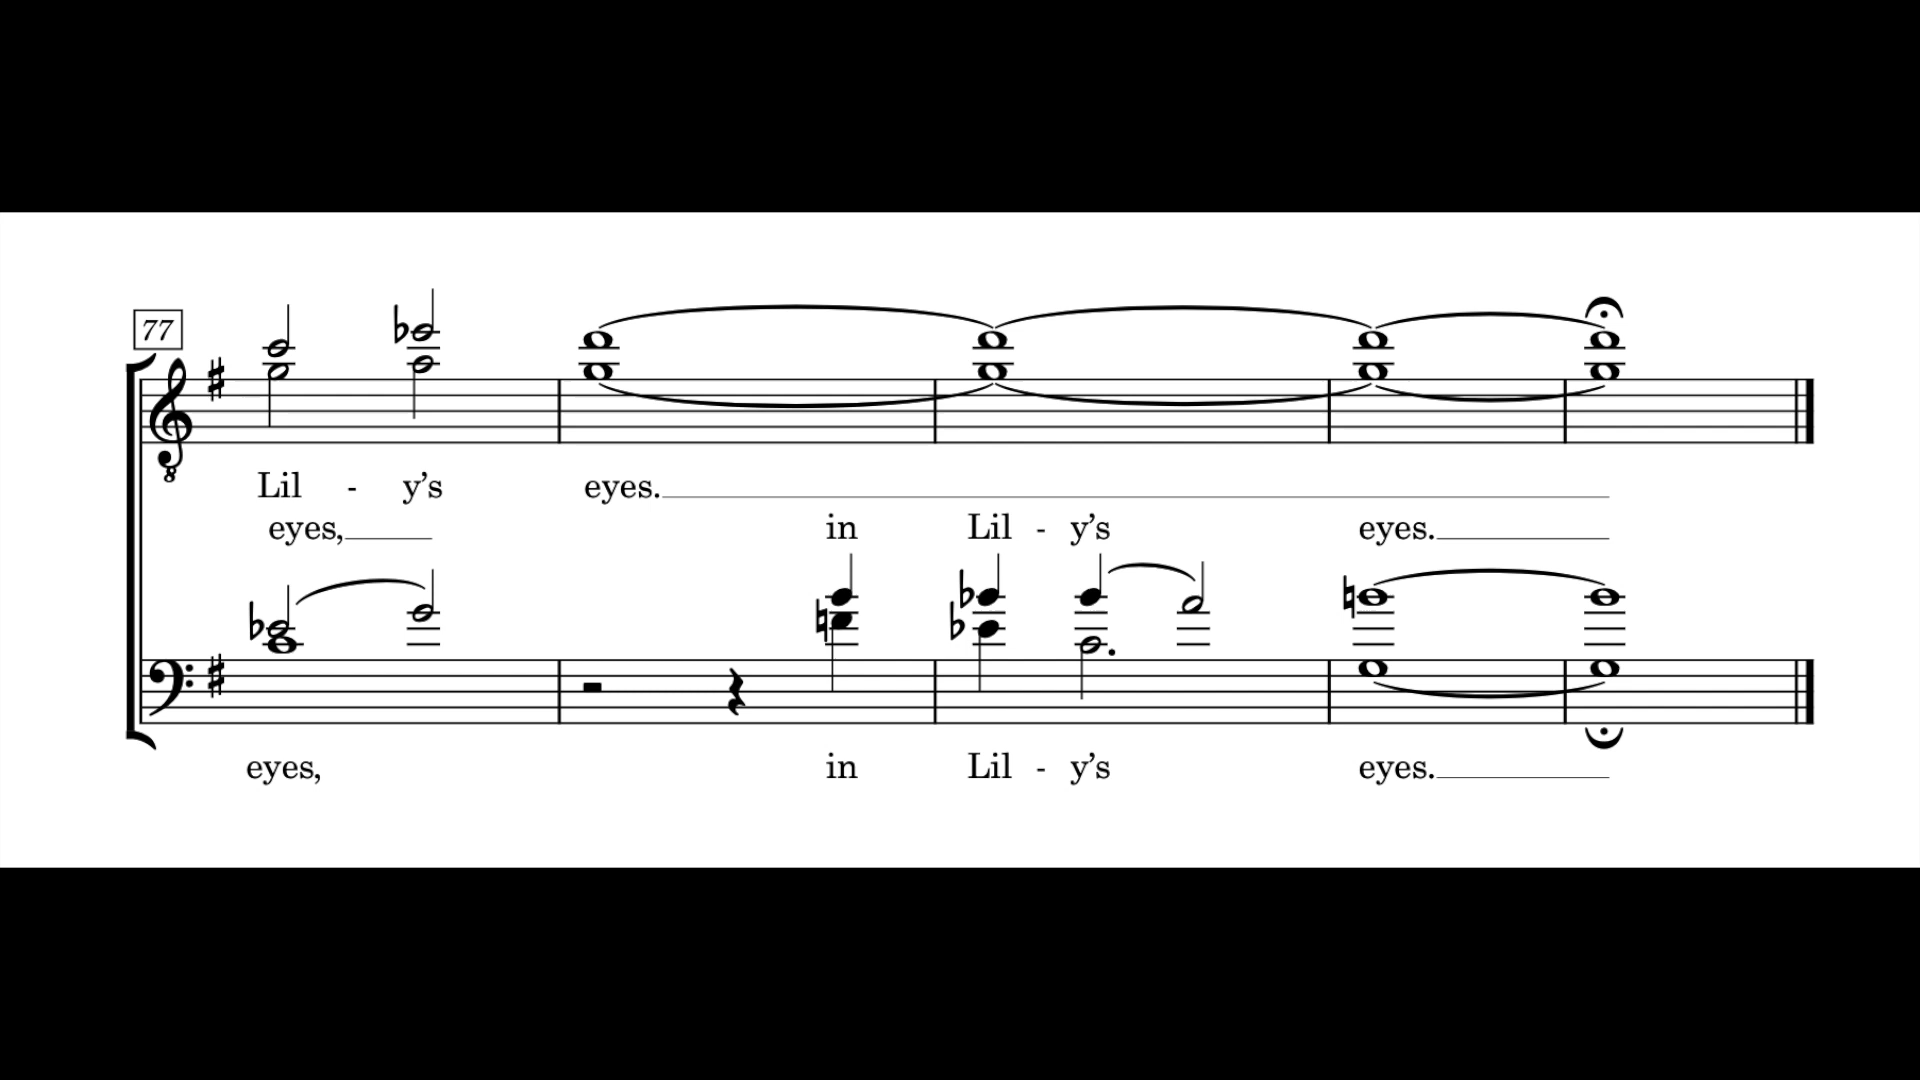 77
Lil - y’s eyes.
eyes, in Lil - y’s eyes.
eyes, in Lil - y’s eyes.